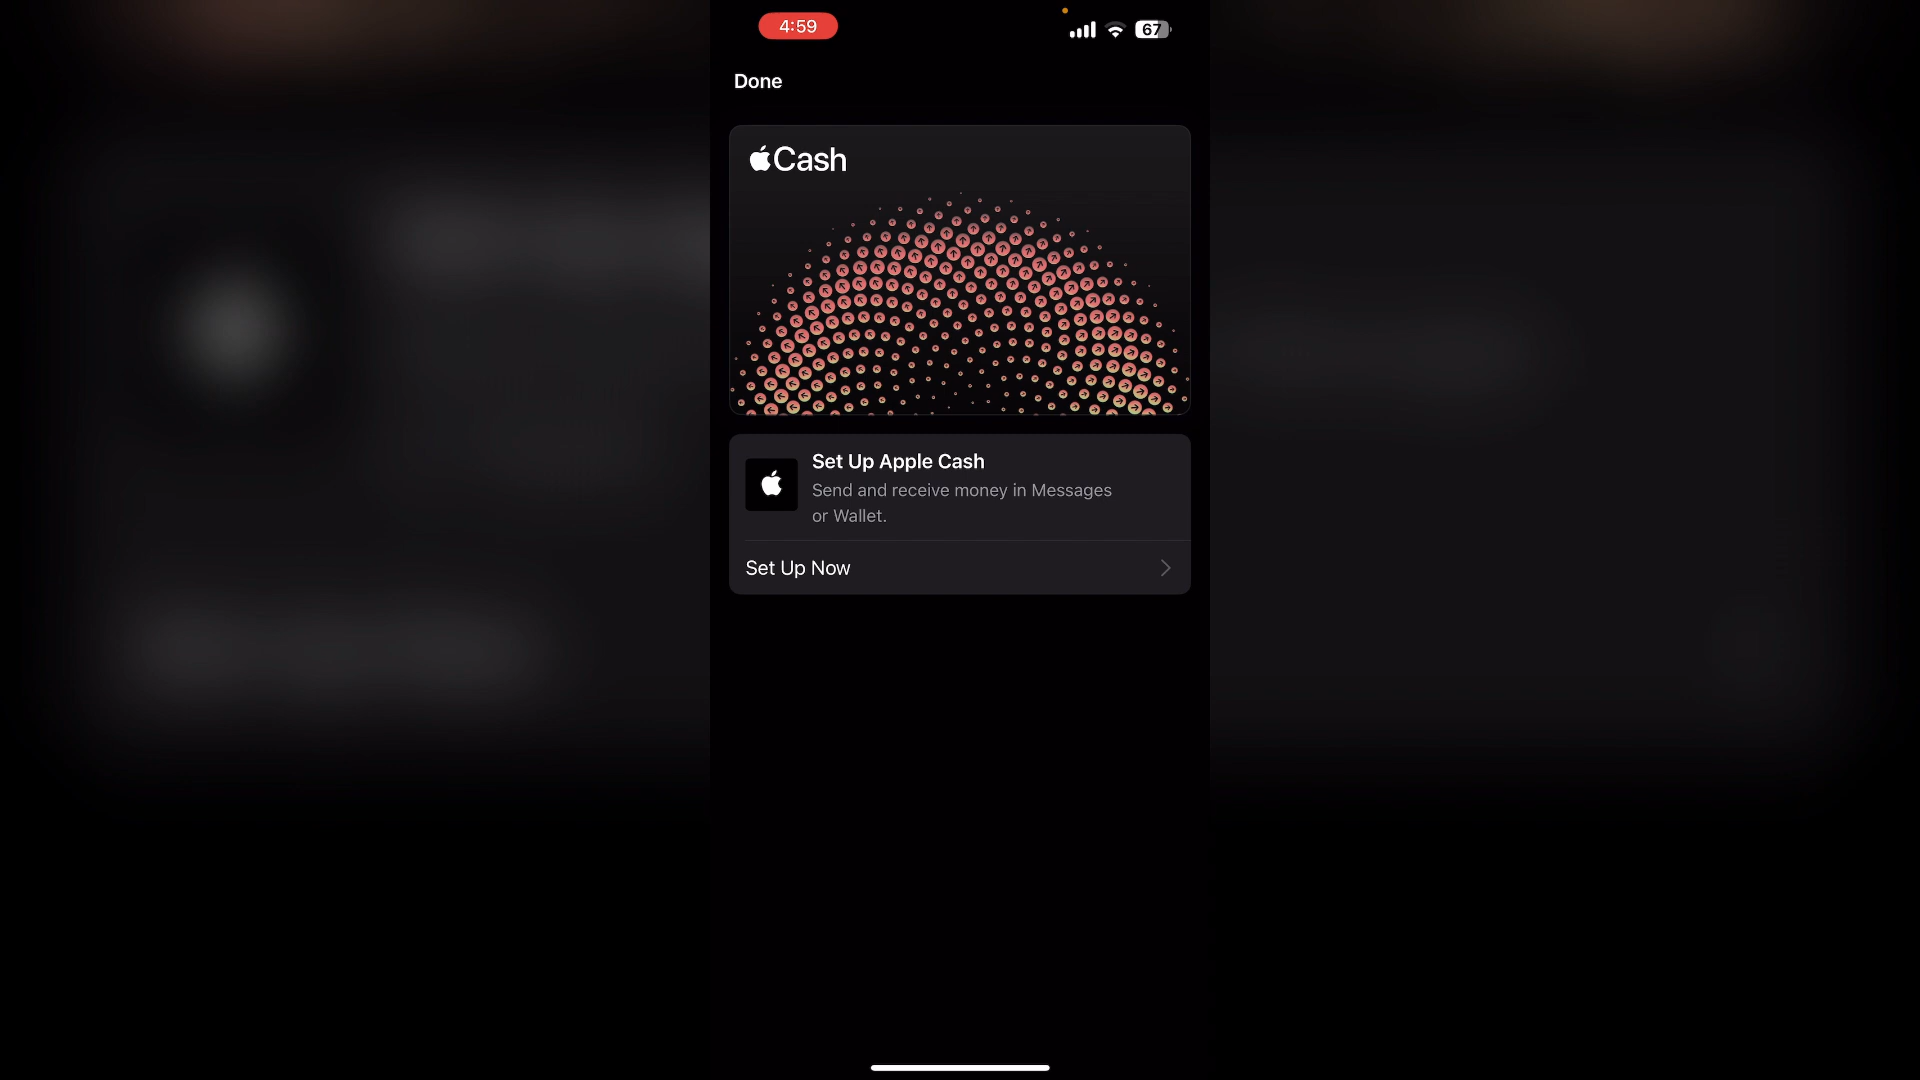 4:59
67
Done
Cash
Set Up Apple Cash
Send and receive money in Messages
or Wallet.
Set Up Now